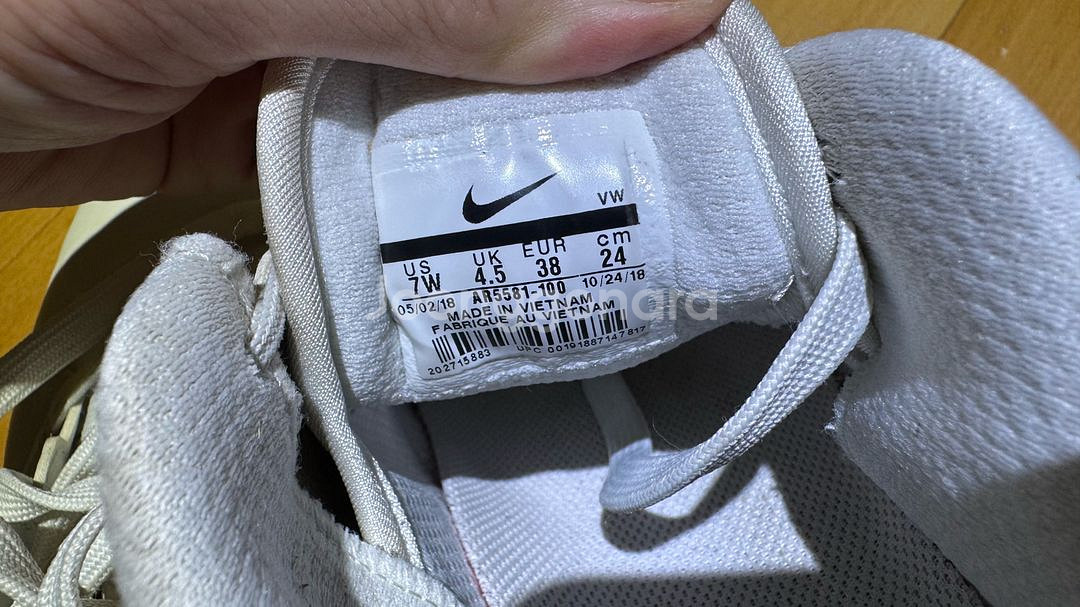 VW
US UK EUR cm
7W 4.5 38 24
05/02/18 AR5581-100 10/24/18
MADE IN VIETNAM
FABRIQUE AU VIETNAM
202715883 UPC 00191887147817